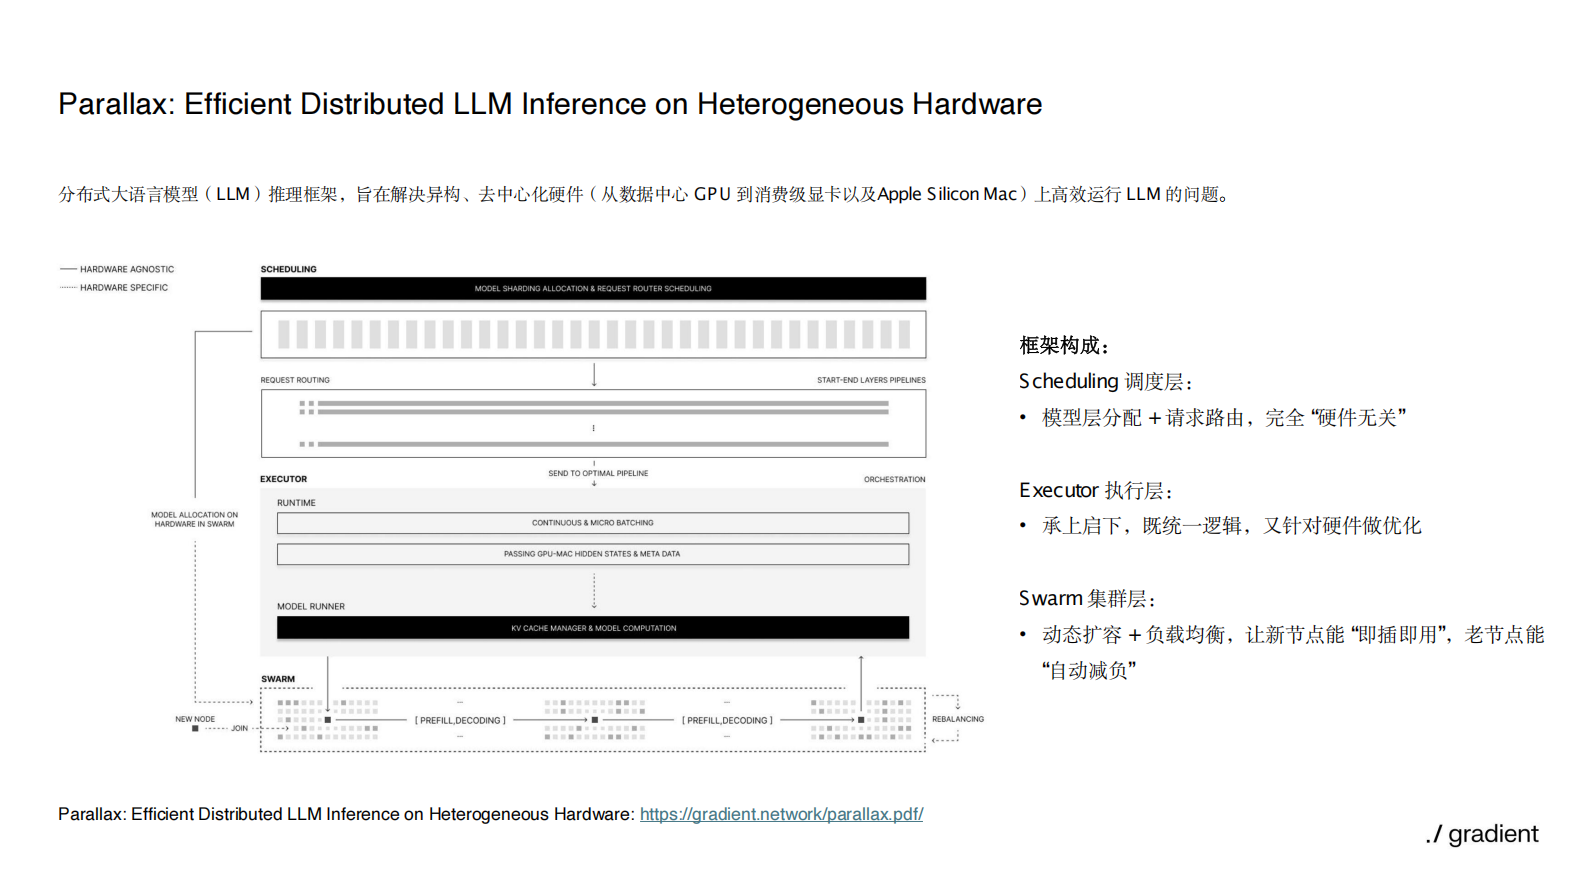 Parallax: Efficient Distributed LLM Inference on Heterogeneous Hardware
分布式大语言模型（LLM）推理框架，旨在解决异构、去中心化硬件（从数据中心 GPU 到消费级显卡以及Apple Silicon Mac）上高效运行 LLM 的问题。
HARDWARE AGNOSTIC
HARDWARE SPECIFIC
SCHEDULING
MODEL SHARDING ALLOCATION & REQUEST ROUTER SCHEDULING
REQUEST ROUTING
START-END LAYERS PIPELINES
SEND TO OPTIMAL PIPELINE
EXECUTOR
ORCHESTRATION
RUNTIME
CONTINUOUS & MICRO BATCHING
PASSING GPU-MAC HIDDEN STATES & META DATA
MODEL ALLOCATION ON
HARDWARE IN SWARM
MODEL RUNNER
KV CACHE MANAGER & MODEL COMPUTATION
SWARM
NEW NODE
JOIN
[ PREFILL,DECODING ]
[ PREFILL,DECODING ]
REBALANCING
框架构成：
Scheduling 调度层：
• 模型层分配 + 请求路由，完全 “硬件无关”
Executor 执行层：
• 承上启下，既统一逻辑，又针对硬件做优化
Swarm 集群层：
• 动态扩容 + 负载均衡，让新节点能 “即插即用”，老节点能
“自动减负”
Parallax: Efficient Distributed LLM Inference on Heterogeneous Hardware: https://gradient.network/parallax.pdf/
./ gradient